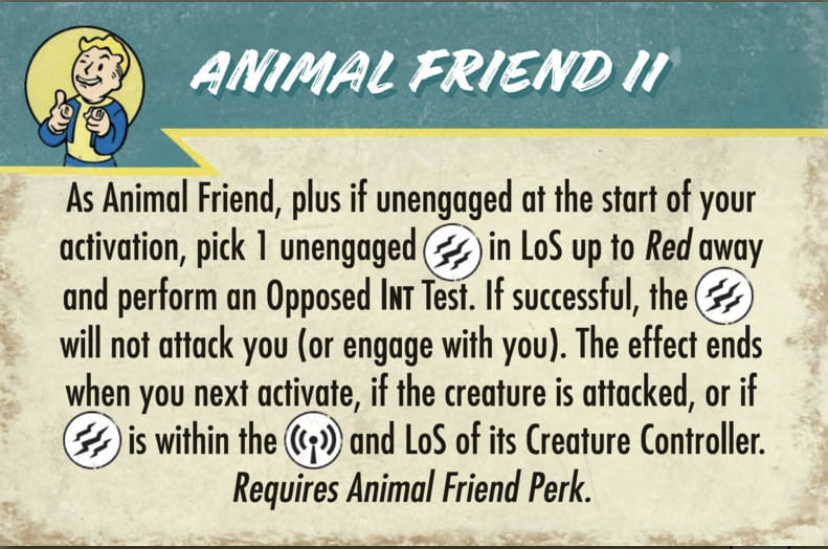 ANIMAL FRIEND II
As Animal Friend, plus if unengaged at the start of your
activation, pick 1 unengaged in LoS up to Red away
and perform an Opposed INT Test. If successful, the
will not attack you (or engage with you). The effect ends
when you next activate, if the creature is attacked, or if
is within the and LoS of its Creature Controller.
Requires Animal Friend Perk.